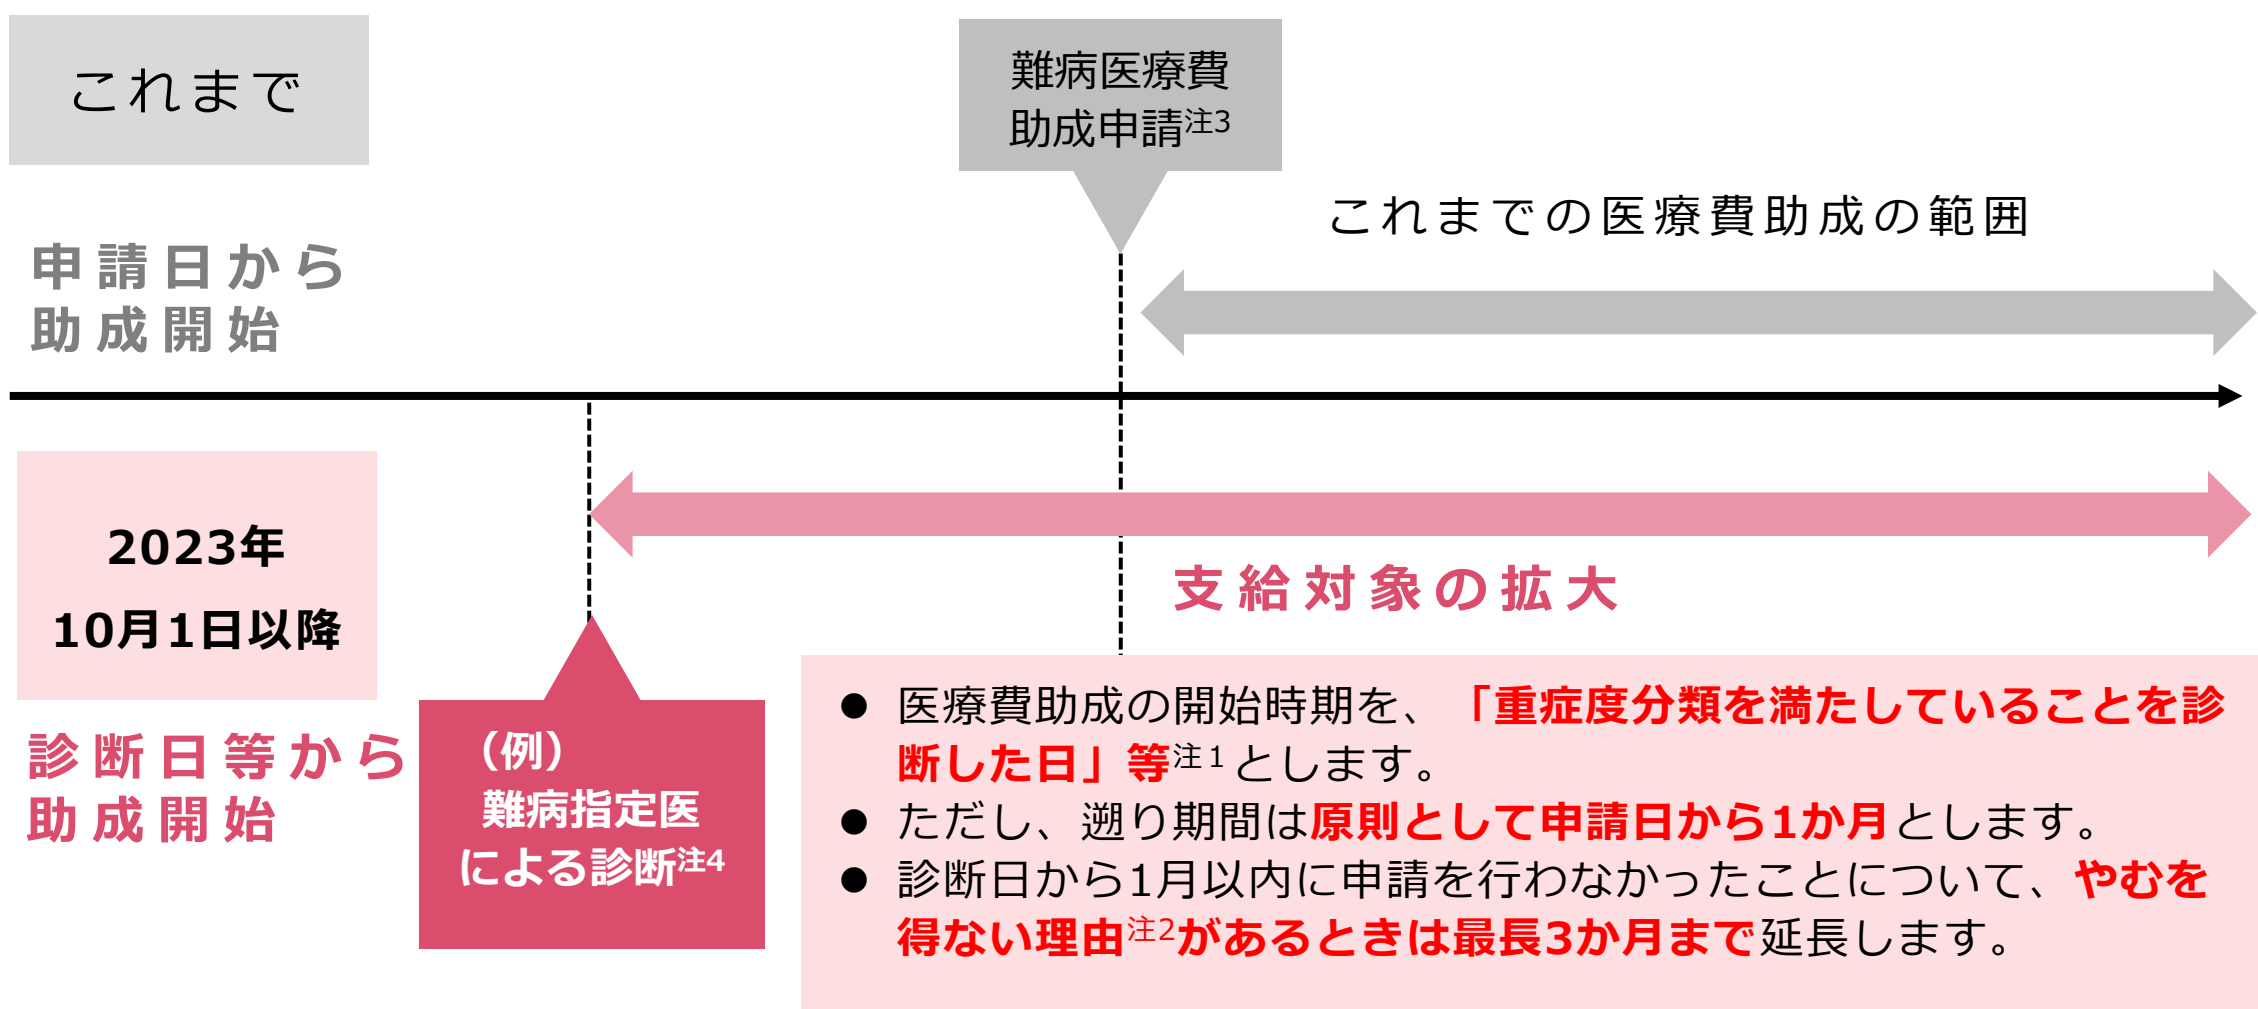 これまで
難病医療費
助成申請注3
これまでの医療費助成の範囲
申請日から
助成開始
2023年
10月1日以降
支給対象の拡大
診断日等から
助成開始
（例）
難病指定医
による診断注4
● 医療費助成の開始時期を、「重症度分類を満たしていることを診
断した日」等注１とします。
● ただし、遡り期間は原則として申請日から1か月とします。
● 診断日から1月以内に申請を行わなかったことについて、やむを
得ない理由注2があるときは最長3か月まで延長します。